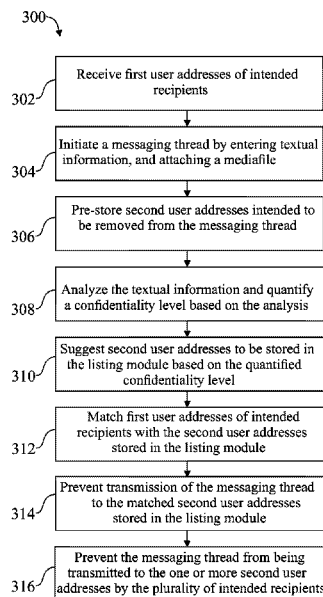 300
302
Receive first user addresses of intended
recipients
304
Initiate a messaging thread by entering textual
information, and attaching a mediafile
306
Pre-store second user addresses intended to
be removed from the messaging thread
308
Analyze the textual information and quantify
a confidentiality level based on the analysis
310
Suggest second user addresses to be stored in
the listing module based on the quantified
confidentiality level
312
Match first user addresses of intended
recipients with the second user addresses
stored in the listing module
314
Prevent transmission of the messaging thread
to the matched second user addresses
stored in the listing module
316
Prevent the messaging thread from being
transmitted to the one or more second user
addresses by the plurality of intended recipients